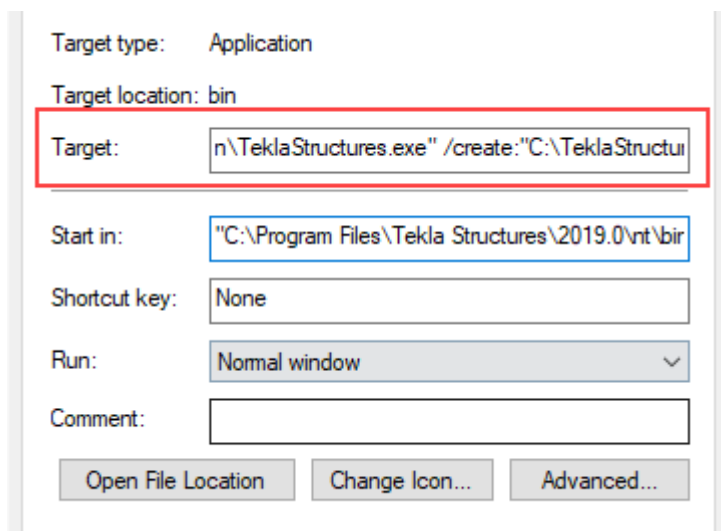 Target type: Application
Target location: bin
Target: n\TeklaStructures.exe" /create:"C:\TeklaStructu
Start in: "C:\Program Files\Tekla Structures\2019.0\nt\bin
Shortcut key: None
Run: Normal window
Comment:
Open File Location Change Icon... Advanced...